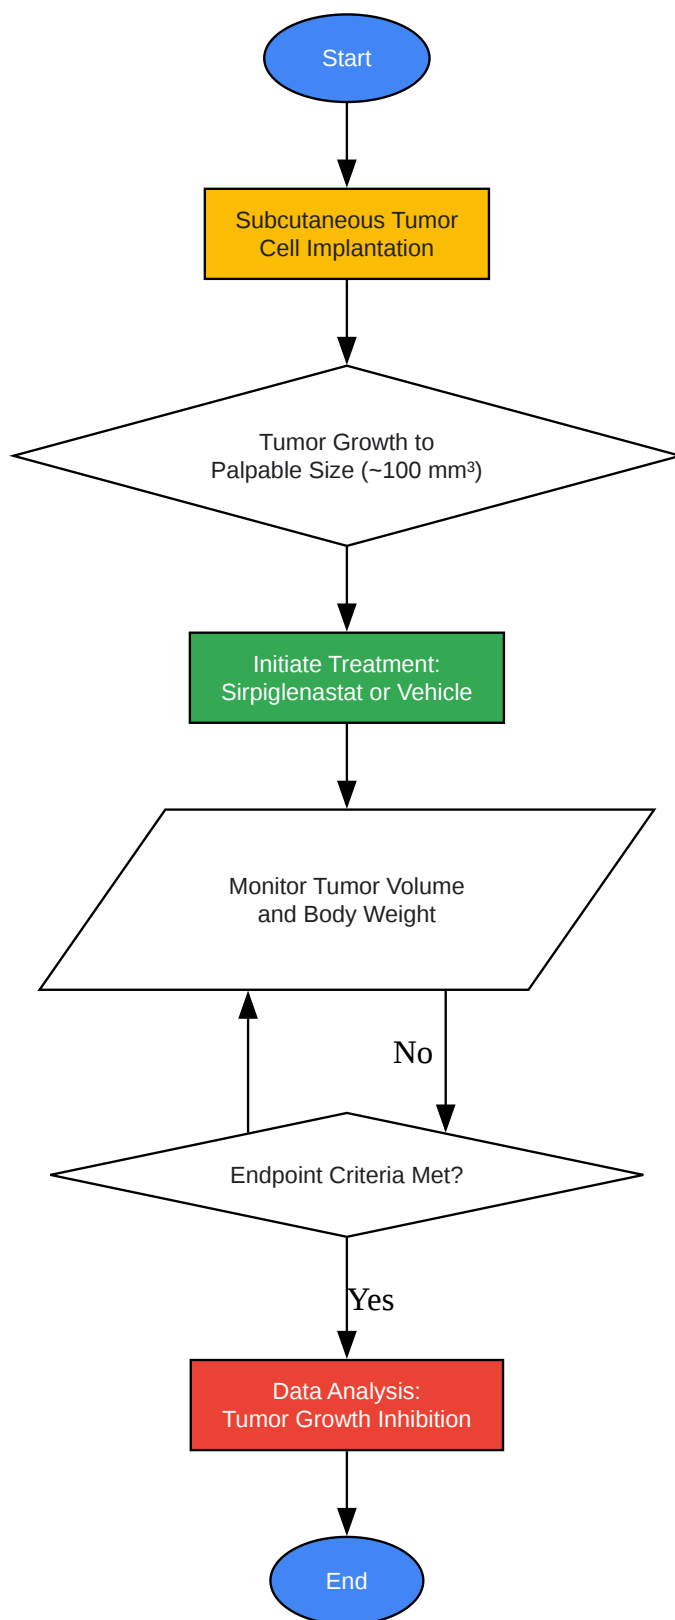 Start
Subcutaneous Tumor
Cell Implantation
Tumor Growth to
Palpable Size (~100 mm³)
Initiate Treatment:
Sirpiglenastat or Vehicle
Monitor Tumor Volume
and Body Weight
No
Endpoint Criteria Met?
Yes
Data Analysis:
Tumor Growth Inhibition
End